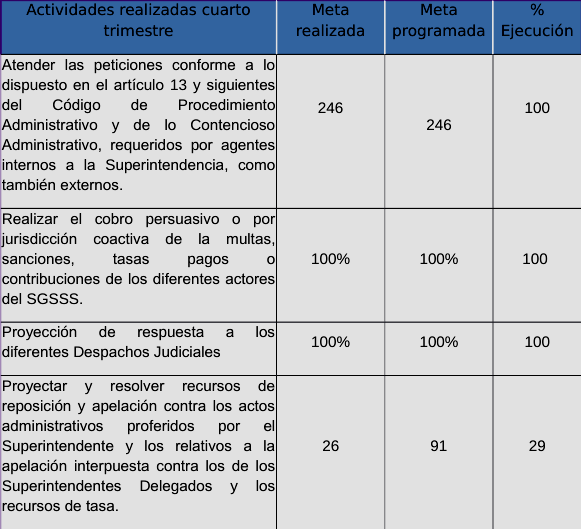 Actividades realizadas cuarto trimestre
Meta realizada
Meta programada
% Ejecución
Atender las peticiones conforme a lo
dispuesto en el artículo 13 y siguientes
del Código de Procedimiento
Administrativo y de lo Contencioso
Administrativo, requeridos por agentes
internos a la Superintendencia, como
también externos.
246
246
100
Realizar el cobro persuasivo o por
jurisdicción coactiva de la multas,
sanciones, tasas pagos o
contribuciones de los diferentes actores
del SGSSS.
100%
100%
100
Proyección de respuesta a los
diferentes Despachos Judiciales
100%
100%
100
Proyectar y resolver recursos de
reposición y apelación contra los actos
administrativos proferidos por el
Superintendente y los relativos a la
apelación interpuesta contra los de los
Superintendentes Delegados y los
recursos de tasa.
26
91
29